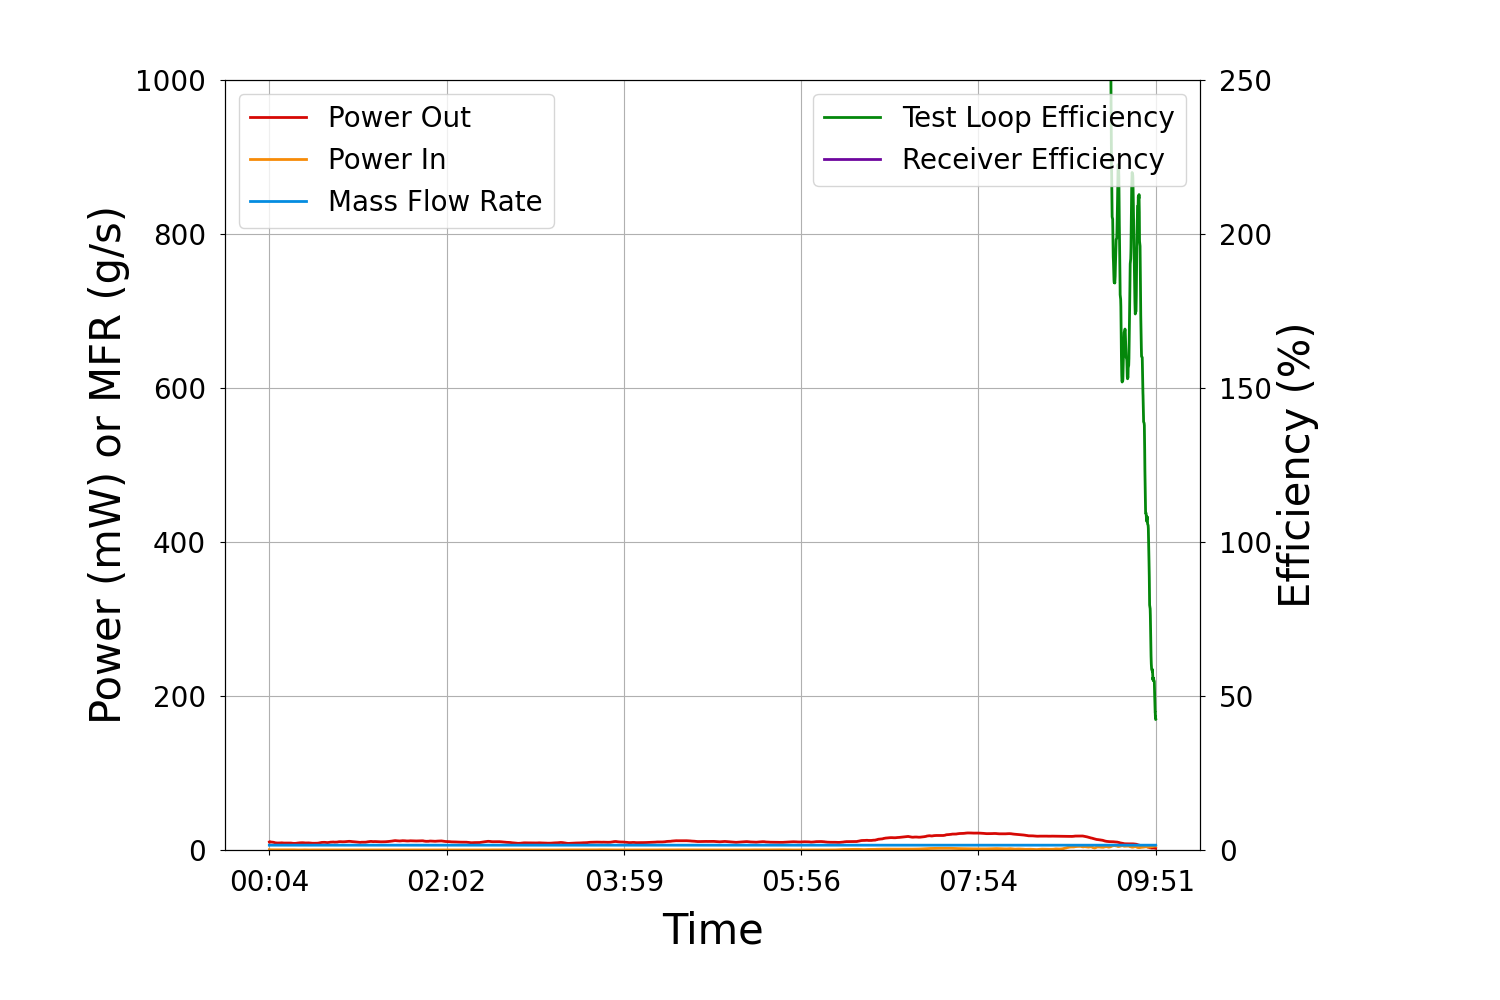 Power (mW) or MFR (g/s)
1000
800
600
400
200
0
Power Out
Power In
Mass Flow Rate
Test Loop Efficiency
Receiver Efficiency
250
200
150
100
50
0
Efficiency (%)
00:04 02:02 03:59 05:56 07:54 09:51
Time